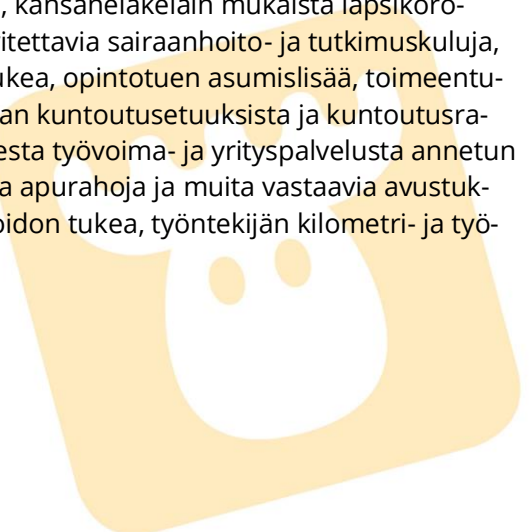 , kansaneläkelain mukaista lapsikoro-
ritettavia sairaanhoito- ja tutkimuskuluja,
ukea, opintotuen asumislisää, toimeentu-
an kuntoutusetuuksista ja kuntoutusra-
esta työvoima- ja yrityspalvelusta annetun
a apurahoja ja muita vastaavia avustuk-
oidon tukea, työntekijän kilometri- ja työ-